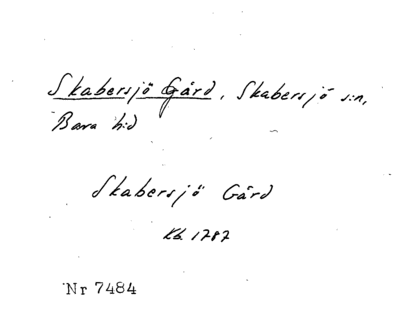 Skabersjö Gård, Skabersjö s:n,
Bara h:d
Skabersjö Gård
Kb 1787
Nr 7484